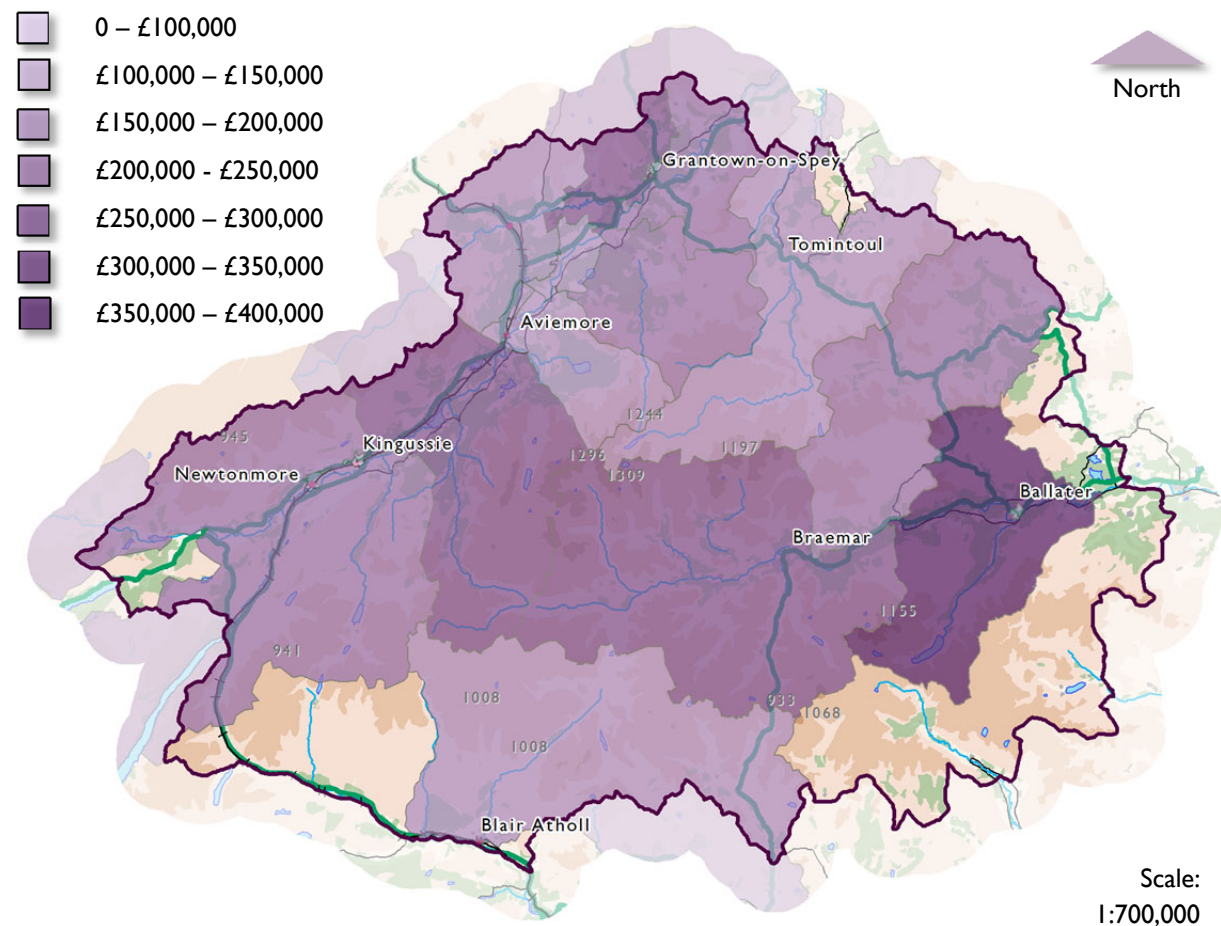 0 – £100,000
£100,000 – £150,000
£150,000 – £200,000
£200,000 - £250,000
£250,000 – £300,000
£300,000 – £350,000
£350,000 – £400,000
North
Grantown-on-Spey
Tomintoul
Aviemore
1244
945
Kingussie
1296
1197
Newtonmore
1309
Ballater
Braemar
1155
941
1008
933
1068
1008
Blair Atholl
Scale:
1:700,000